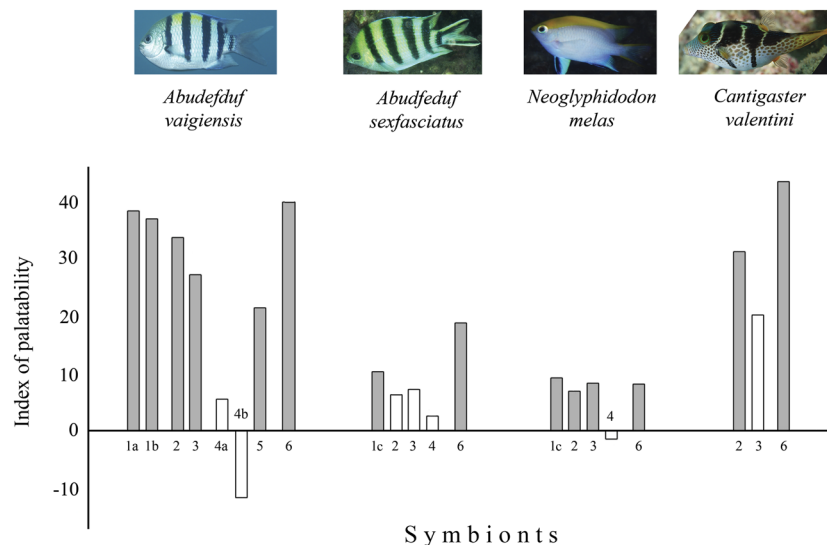 Abudefduf
vaigiensis
Abudfeduf
sexfasciatus
Neoglyphidodon
melas
Cantigaster
valentini
Index of palatability
40
30
20
10
0
-10
1a 1b 2 3 4a 4b 5 6
1c 2 3 4 6
1c 2 3 4 6
2 3 6
Symbionts